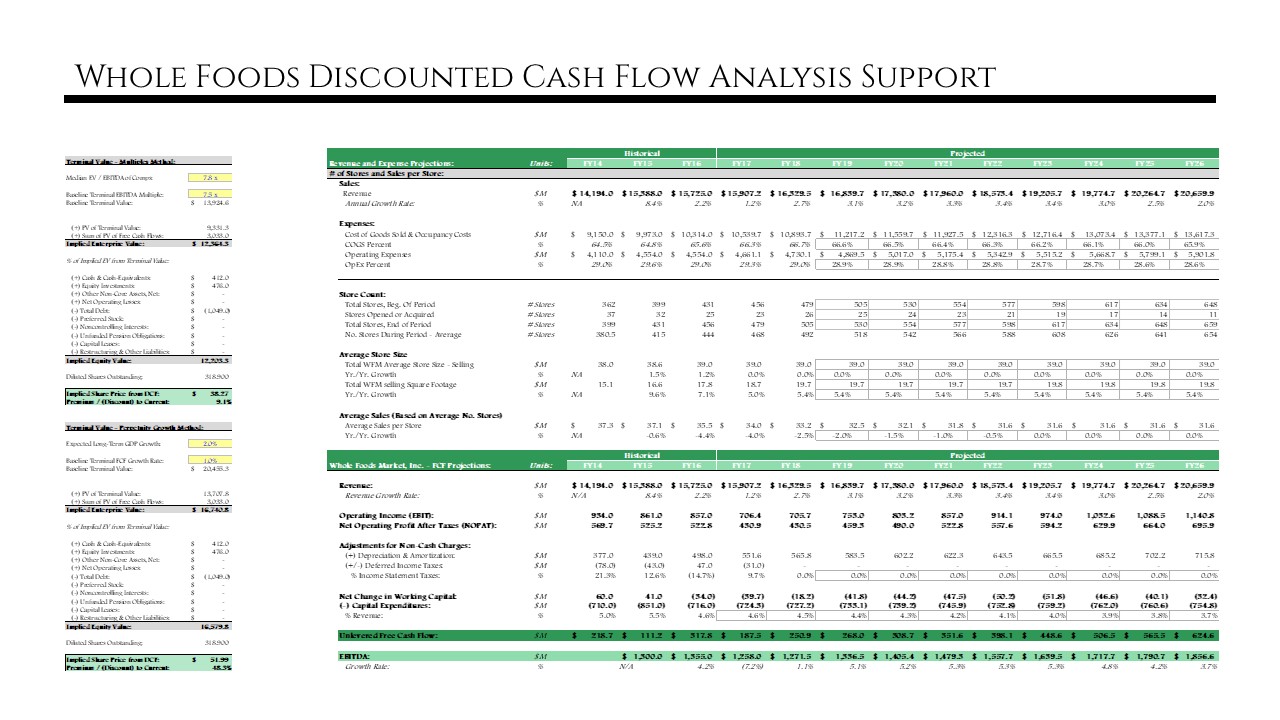 Whole Foods Discounted Cash Flow Analysis Support
Terminal Value - Multiples Method:
Median EV / EBITDA of Comps: 7.8 x
Baseline Terminal EBITDA Multiple: 7.5 x
Baseline Terminal Value: $ 13,924.6
(+) PV of Terminal Value: 9,331.3
(+) Sum of PV of Free Cash Flows: 3,033.0
Implied Enterprise Value: $ 12,364.3
% of Implied EV from Terminal Value:
(+) Cash & Cash-Equivalents: $ 412.0
(+) Equity Investments: $ 476.0
(+) Other Non-Core Assets, Net: $ -
(+) Net Operating Losses: $ -
(-) Total Debt: $ (1,049.0)
(-) Preferred Stock: $ -
(-) Noncontrolling Interests: $ -
(-) Unfunded Pension Obligations: $ -
(-) Capital Leases: $ -
(-) Restructuring & Other Liabilities: $ -
Implied Equity Value: 12,203.3
Diluted Shares Outstanding: 318.900
Implied Share Price from DCF: $ 38.27
Premium / (Discount) to Current: 9.1%
Terminal Value - Perpetuity Growth Method:
Expected Long-Term GDP Growth: 2.0%
Baseline Terminal FCF Growth Rate: 1.0%
Baseline Terminal Value: $ 20,455.3
(+) PV of Terminal Value: 13,707.8
(+) Sum of PV of Free Cash Flows: 3,033.0
Implied Enterprise Value: $ 16,740.8
% of Implied EV from Terminal Value:
(+) Cash & Cash-Equivalents: $ 412.0
(+) Equity Investments: $ 476.0
(+) Other Non-Core Assets, Net: $ -
(+) Net Operating Losses: $ -
(-) Total Debt: $ (1,049.0)
(-) Preferred Stock: $ -
(-) Noncontrolling Interests: $ -
(-) Unfunded Pension Obligations: $ -
(-) Capital Leases: $ -
(-) Restructuring & Other Liabilities: $ -
Implied Equity Value: 16,579.8
Diluted Shares Outstanding: 318.900
Implied Share Price from DCF: $ 51.99
Premium / (Discount) to Current: 48.3%
Historical Projected
Revenue and Expense Projections: Units: FY14 FY15 FY16 FY17 FY18 FY19 FY20 FY21 FY22 FY23 FY24 FY25 FY26
# of Stores and Sales per Store:
Sales:
Revenue $M $ 14,194.0 $ 15,388.0 $ 15,725.0 $ 15,907.2 $ 16,329.5 $ 16,839.7 $ 17,380.0 $ 17,960.0 $ 18,573.4 $ 19,205.7 $ 19,774.7 $ 20,264.7 $ 20,659.9
Annual Growth Rate: % NA 8.4% 2.2% 1.2% 2.7% 3.1% 3.2% 3.3% 3.4% 3.4% 3.0% 2.5% 2.0%
Expenses:
Cost of Goods Sold & Occupancy Costs $M $ 9,150.0 $ 9,973.0 $ 10,314.0 $ 10,539.7 $ 10,893.7 $ 11,217.2 $ 11,559.7 $ 11,927.5 $ 12,316.3 $ 12,716.4 $ 13,073.4 $ 13,377.1 $ 13,617.3
COGS Percent % 64.5% 64.8% 65.6% 66.3% 66.7% 66.6% 66.5% 66.4% 66.3% 66.2% 66.1% 66.0% 65.9%
Operating Expenses $M $ 4,110.0 $ 4,554.0 $ 4,554.0 $ 4,661.1 $ 4,730.1 $ 4,869.5 $ 5,017.0 $ 5,175.4 $ 5,342.9 $ 5,515.2 $ 5,668.7 $ 5,799.1 $ 5,901.8
OpEx Percent % 29.0% 29.6% 29.0% 29.3% 29.0% 28.9% 28.9% 28.8% 28.8% 28.7% 28.7% 28.6% 28.6%
Store Count:
Total Stores, Beg. Of Period # Stores 362 399 431 456 479 505 530 554 577 598 617 634 648
Stores Opened or Acquired # Stores 37 32 25 23 26 25 24 23 21 19 17 14 11
Total Stores, End of Period # Stores 399 431 456 479 505 530 554 577 598 617 634 648 659
No. Stores During Period - Average # Stores 380.5 415 444 468 492 518 542 566 588 608 626 641 654
Average Store Size
Total WFM Average Store Size - Selling $M 38.0 38.6 39.0 39.0 39.0 39.0 39.0 39.0 39.0 39.0 39.0 39.0 39.0
Yr./Yr. Growth % NA 1.5% 1.2% 0.0% 0.0% 0.0% 0.0% 0.0% 0.0% 0.0% 0.0% 0.0% 0.0%
Total WFM selling Square Footage $M 15.1 16.6 17.8 18.7 19.7 19.7 19.7 19.7 19.8 19.8 19.8 19.8 19.8
Yr./Yr. Growth % NA 9.6% 7.1% 5.0% 5.4% 5.4% 5.4% 5.4% 5.4% 5.4% 5.4% 5.4% 5.4%
Average Sales (Based on Average No. Stores)
Average Sales per Store $M $ 37.3 $ 37.1 $ 35.5 $ 34.0 $ 33.2 $ 32.5 $ 32.1 $ 31.8 $ 31.6 $ 31.6 $ 31.6 $ 31.6 $ 31.6
Yr./Yr. Growth % NA -0.6% -4.4% -4.0% -2.5% -2.0% -1.5% -1.0% -0.5% 0.0% 0.0% 0.0% 0.0%
Historical Projected
Whole Foods Market, Inc. - FCF Projections: Units: FY14 FY15 FY16 FY17 FY18 FY19 FY20 FY21 FY22 FY23 FY24 FY25 FY26
Revenue: $M $ 14,194.0 $ 15,388.0 $ 15,725.0 $ 15,907.2 $ 16,329.5 $ 16,839.7 $ 17,380.0 $ 17,960.0 $ 18,573.4 $ 19,205.7 $ 19,774.7 $ 20,264.7 $ 20,659.9
Revenue Growth Rate: % N/A 8.4% 2.2% 1.2% 2.7% 3.1% 3.2% 3.3% 3.4% 3.4% 3.0% 2.5% 2.0%
Operating Income (EBIT): $M 934.0 861.0 857.0 706.4 705.7 753.0 803.2 857.0 914.1 974.0 1,032.6 1,088.5 1,140.8
Net Operating Profit After Taxes (NOPAT): $M 569.7 525.2 522.8 430.9 430.5 459.3 490.0 522.8 557.6 594.2 629.9 664.0 695.9
Adjustments for Non-Cash Charges:
(+) Depreciation & Amortization: $M 377.0 439.0 498.0 551.6 565.8 583.5 602.2 622.3 643.5 665.5 685.2 702.2 715.8
(+/-) Deferred Income Taxes: $M (78.0) (43.0) 47.0 (31.0) - - - - - - - - -
% Income Statement Taxes: % 21.3% 12.6% (14.7%) 9.7% 0.0% 0.0% 0.0% 0.0% 0.0% 0.0% 0.0% 0.0% 0.0%
Net Change in Working Capital: $M 60.0 41.0 (34.0) (39.7) (18.2) (41.8) (44.2) (47.5) (50.2) (51.8) (46.6) (40.1) (32.4)
(-) Capital Expenditures: $M (710.0) (851.0) (716.0) (724.3) (727.2) (733.1) (739.2) (745.9) (752.8) (759.2) (762.0) (760.6) (754.8)
% Revenue: % 5.0% 5.5% 4.6% 4.6% 4.5% 4.4% 4.3% 4.2% 4.1% 4.0% 3.9% 3.8% 3.7%
Unlevered Free Cash Flow: $M $ 218.7 $ 111.2 $ 317.8 $ 187.5 $ 250.9 $ 268.0 $ 308.7 $ 351.6 $ 398.1 $ 448.6 $ 506.5 $ 565.5 $ 624.6
EBITDA: $M $ 1,300.0 $ 1,355.0 $ 1,258.0 $ 1,271.5 $ 1,336.5 $ 1,405.4 $ 1,479.3 $ 1,557.7 $ 1,639.5 $ 1,717.7 $ 1,790.7 $ 1,856.6
Growth Rate: % N/A 4.2% (7.2%) 1.1% 5.1% 5.2% 5.3% 5.3% 5.3% 4.8% 4.2% 3.7%